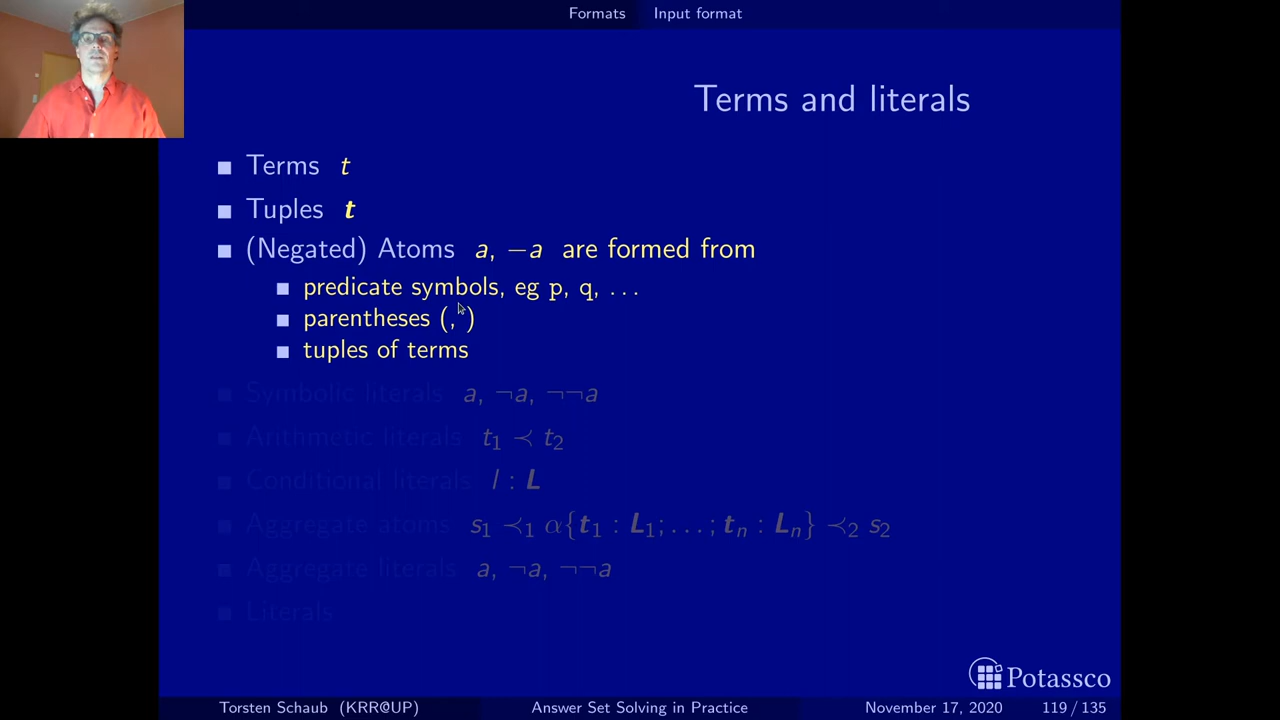 Formats Input format
Terms and literals
■ Terms t
■ Tuples t
■ (Negated) Atoms a, −a are formed from
■ predicate symbols, eg p, q, ...
■ parentheses (, )
■ tuples of terms
■ Symbolic literals a, ¬a, ¬¬a
■ Arithmetic literals t₁ ≺ t₂
■ Conditional literals l : L
■ Aggregate atoms s₁ ≺₁ α{t₁ : L₁; . . . ; tₙ : Lₙ} ≺₂ s₂
■ Aggregate literals a, ¬a, ¬¬a
■ Literals
Potassco
Torsten Schaub (KRR@UP) Answer Set Solving in Practice November 17, 2020 119 / 135